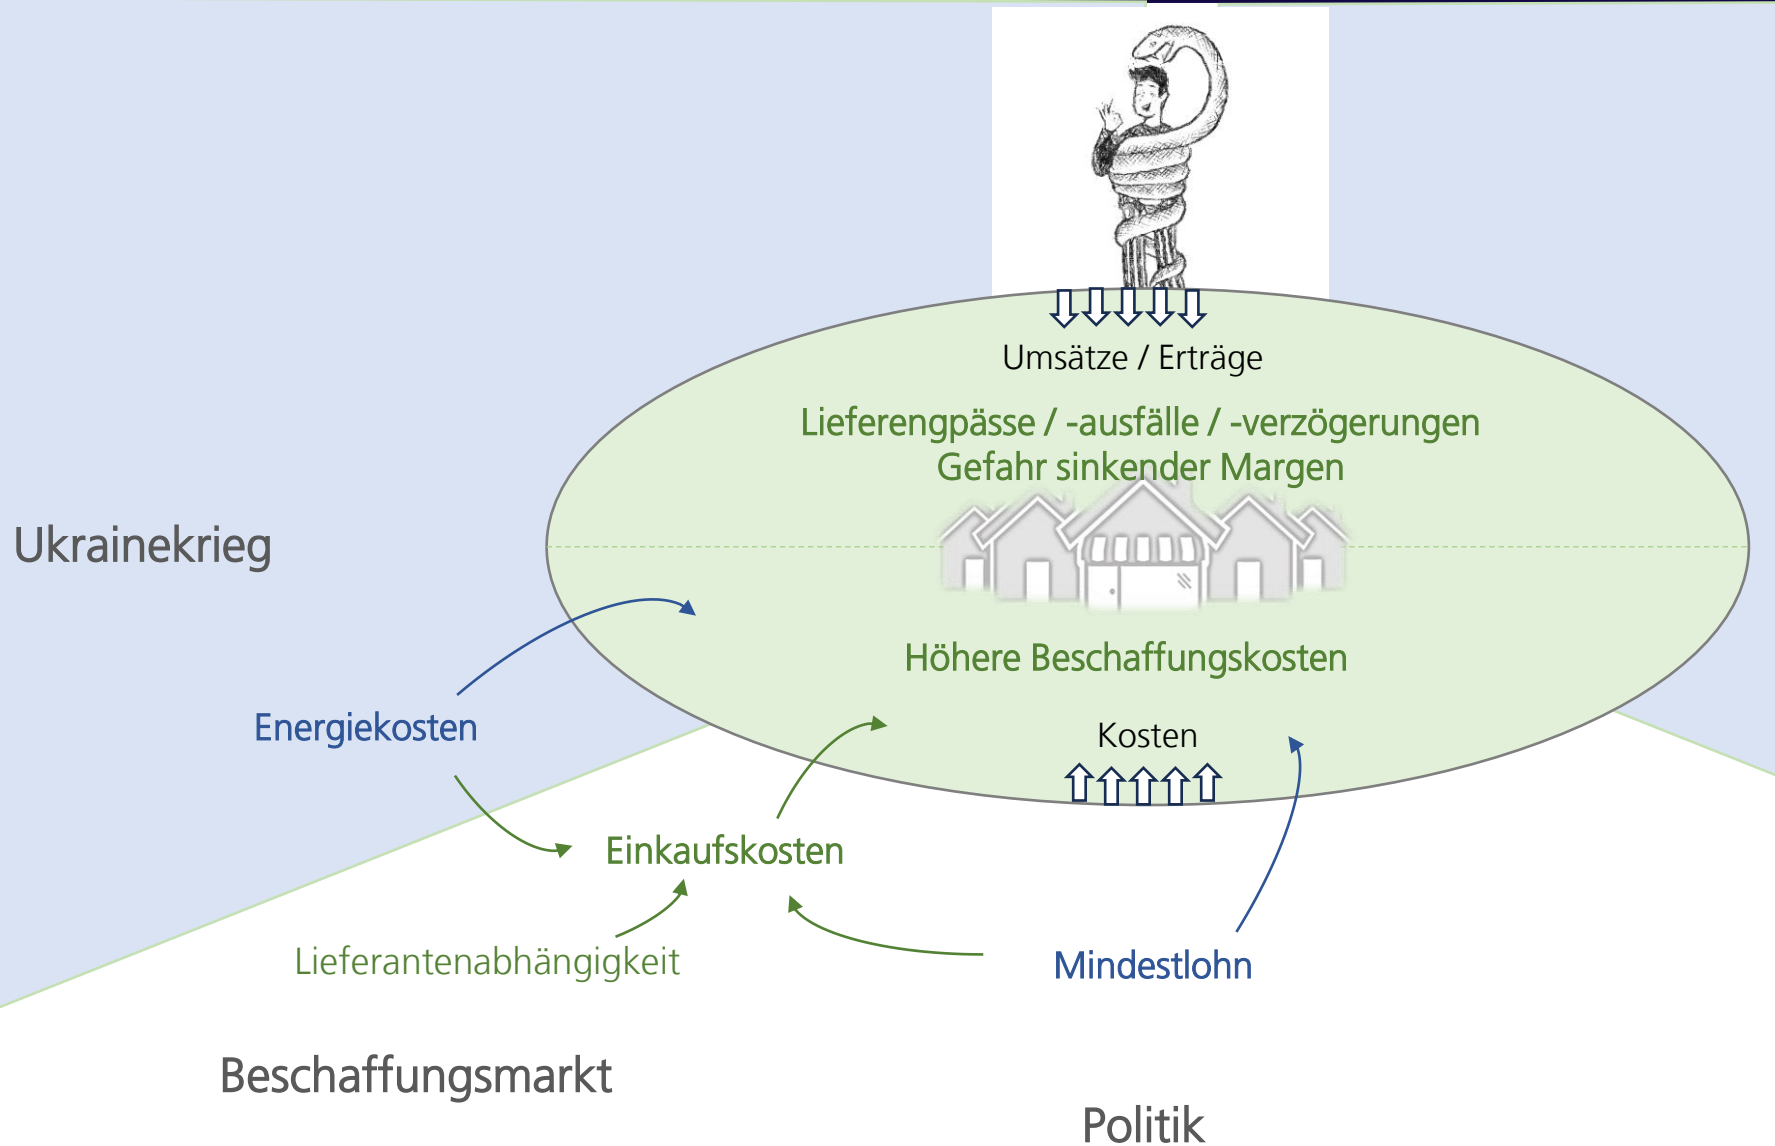 Umsätze / Erträge
Lieferengpässe / -ausfälle / -verzögerungen
Gefahr sinkender Margen
Ukrainekrieg
Höhere Beschaffungskosten
Energiekosten
Kosten
Einkaufskosten
Lieferantenabhängigkeit
Mindestlohn
Beschaffungsmarkt
Politik